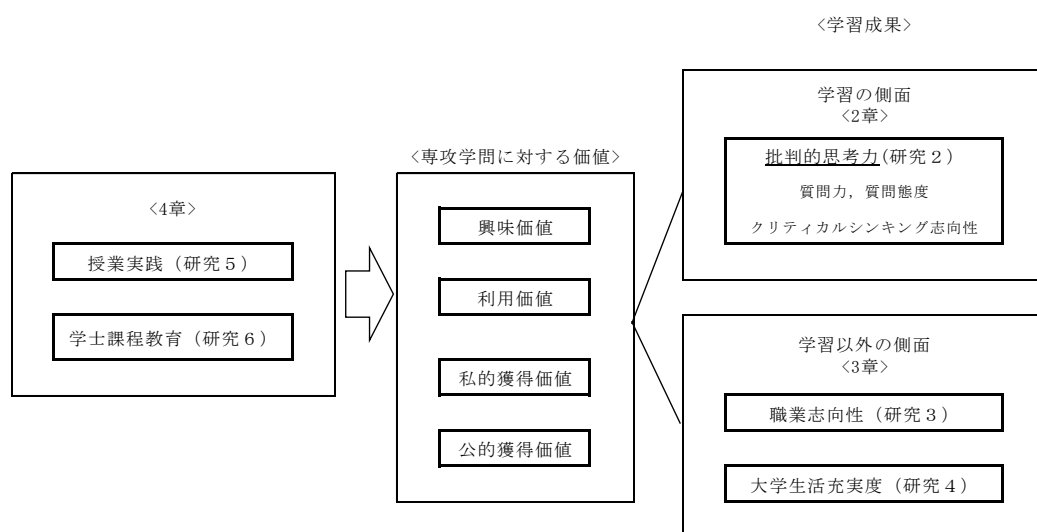 <4章>
授業実践（研究５）
学士課程教育（研究６）
<専攻学問に対する価値>
興味価値
利用価値
私的獲得価値
公的獲得価値
<学習成果>
学習の側面
<2章>
批判的思考力(研究２)
質問力，質問態度
クリティカルシンキング志向性
学習以外の側面
<3章>
職業志向性（研究３）
大学生活充実度（研究４）